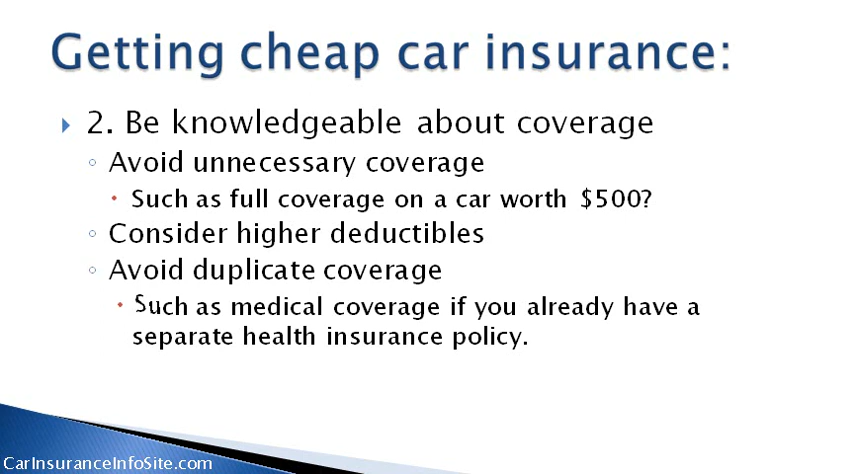 Getting cheap car insurance:
2. Be knowledgeable about coverage
Avoid unnecessary coverage
Such as full coverage on a car worth $500?
Consider higher deductibles
Avoid duplicate coverage
Such as medical coverage if you already have a
separate health insurance policy.
CarInsuranceInfoSite.com